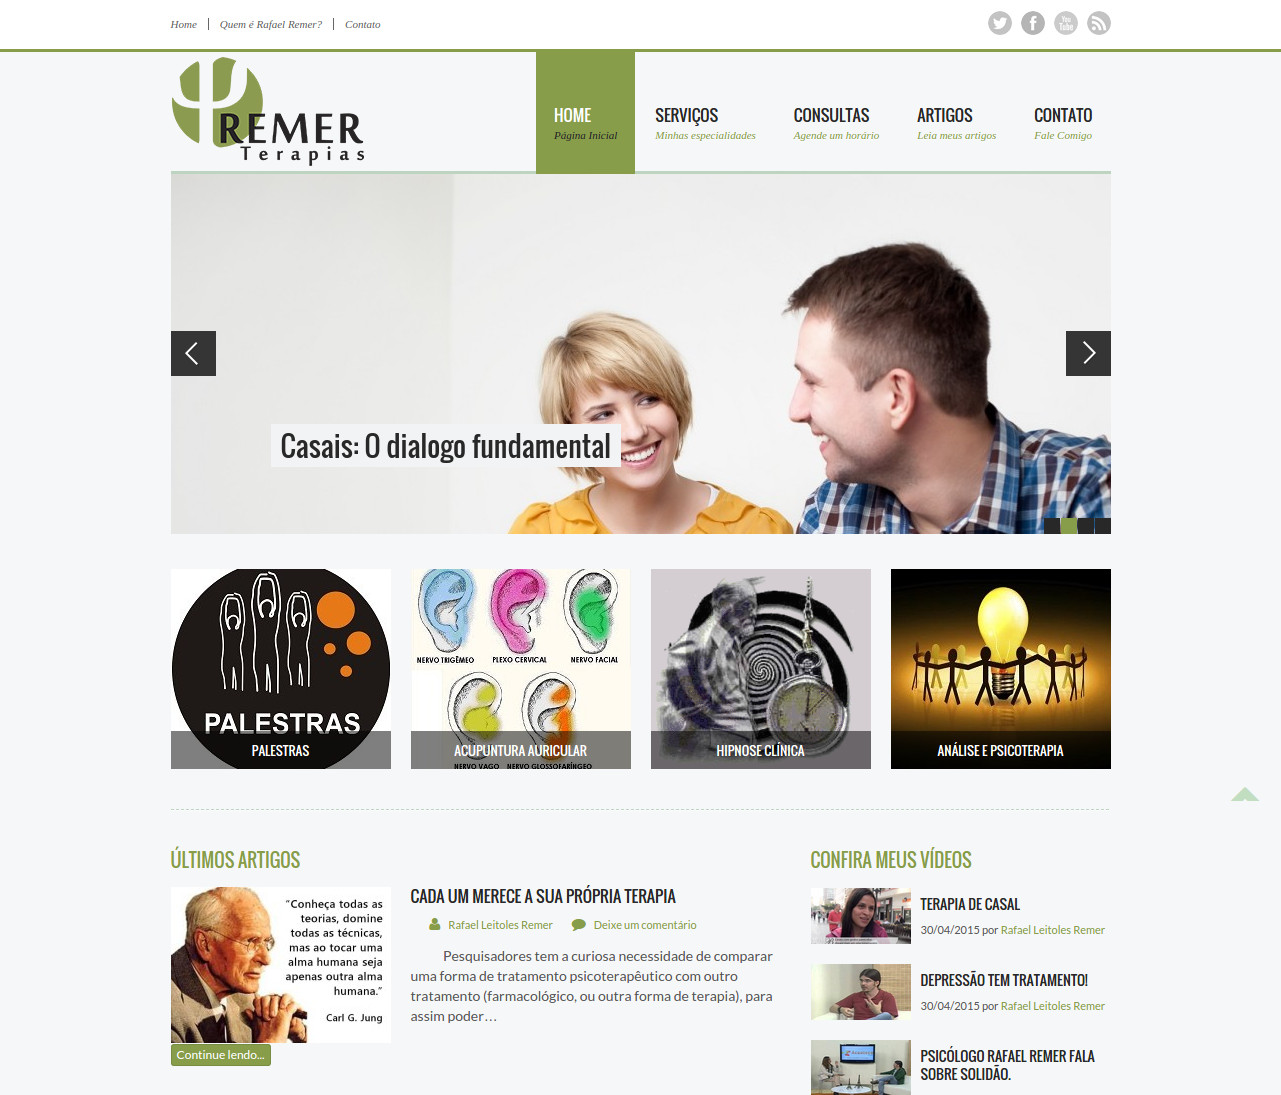 Home
Quem é Rafael Remer?
Contato
You
Tube
REMER
Terapias
HOME
Página Inicial
SERVIÇOS
Minhas especialidades
CONSULTAS
Agende um horário
ARTIGOS
Leia meus artigos
CONTATO
Fale Comigo
Casais: O dialogo fundamental
PALESTRAS
PALESTRAS
NERVO TRIGÊMEO
PLEXO CERVICAL
NERVO FACIAL
ACUPUNTURA AURICULAR
NERVO VAGO
NERVO GLOSSOFARÍNGEO
HIPNOSE CLÍNICA
ANÁLISE E PSICOTERAPIA
ÚLTIMOS ARTIGOS
"Conheça todas as
teorias, domine
todas as técnicas,
mas ao tocar uma
alma humana seja
apenas outra alma
humana."
Carl G. Jung
Continue lendo...
CADA UM MERECE A SUA PRÓPRIA TERAPIA
Rafael Leitoles Remer
Deixe um comentário
Pesquisadores tem a curiosa necessidade de comparar
uma forma de tratamento psicoterapêutico com outro
tratamento (farmacológico, ou outra forma de terapia), para
assim poder…
CONFIRA MEUS VÍDEOS
TERAPIA DE CASAL
30/04/2015 por Rafael Leitoles Remer
DEPRESSÃO TEM TRATAMENTO!
30/04/2015 por Rafael Leitoles Remer
PSICÓLOGO RAFAEL REMER FALA
SOBRE SOLIDÃO.